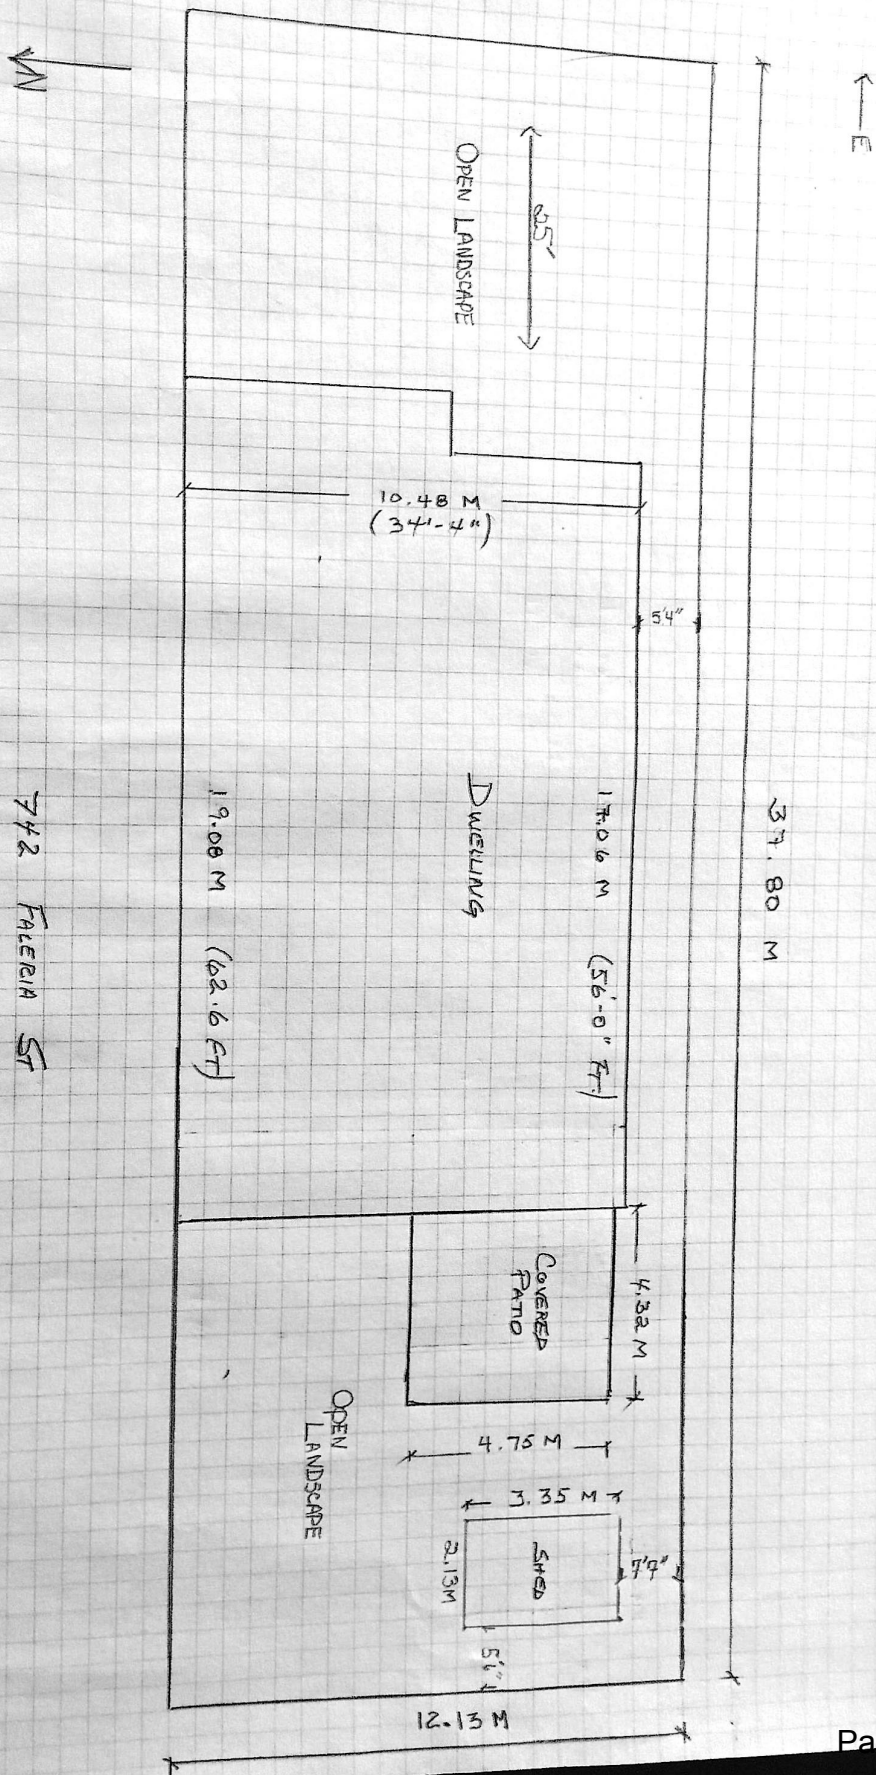 N
E
OPEN LANDSCAPE
25'
10.48 M
(34'-4")
5'4"
37.80 M
17.06 M (56'-0" FT)
DWELLING
19.08 M (62.6 FT)
742 FALERIA ST
4.32 M
COVERED
PATIO
4.75 M
OPEN
LANDSCAPE
3.35 M
SHED
2.13M
7'7"
12.13 M
Pa